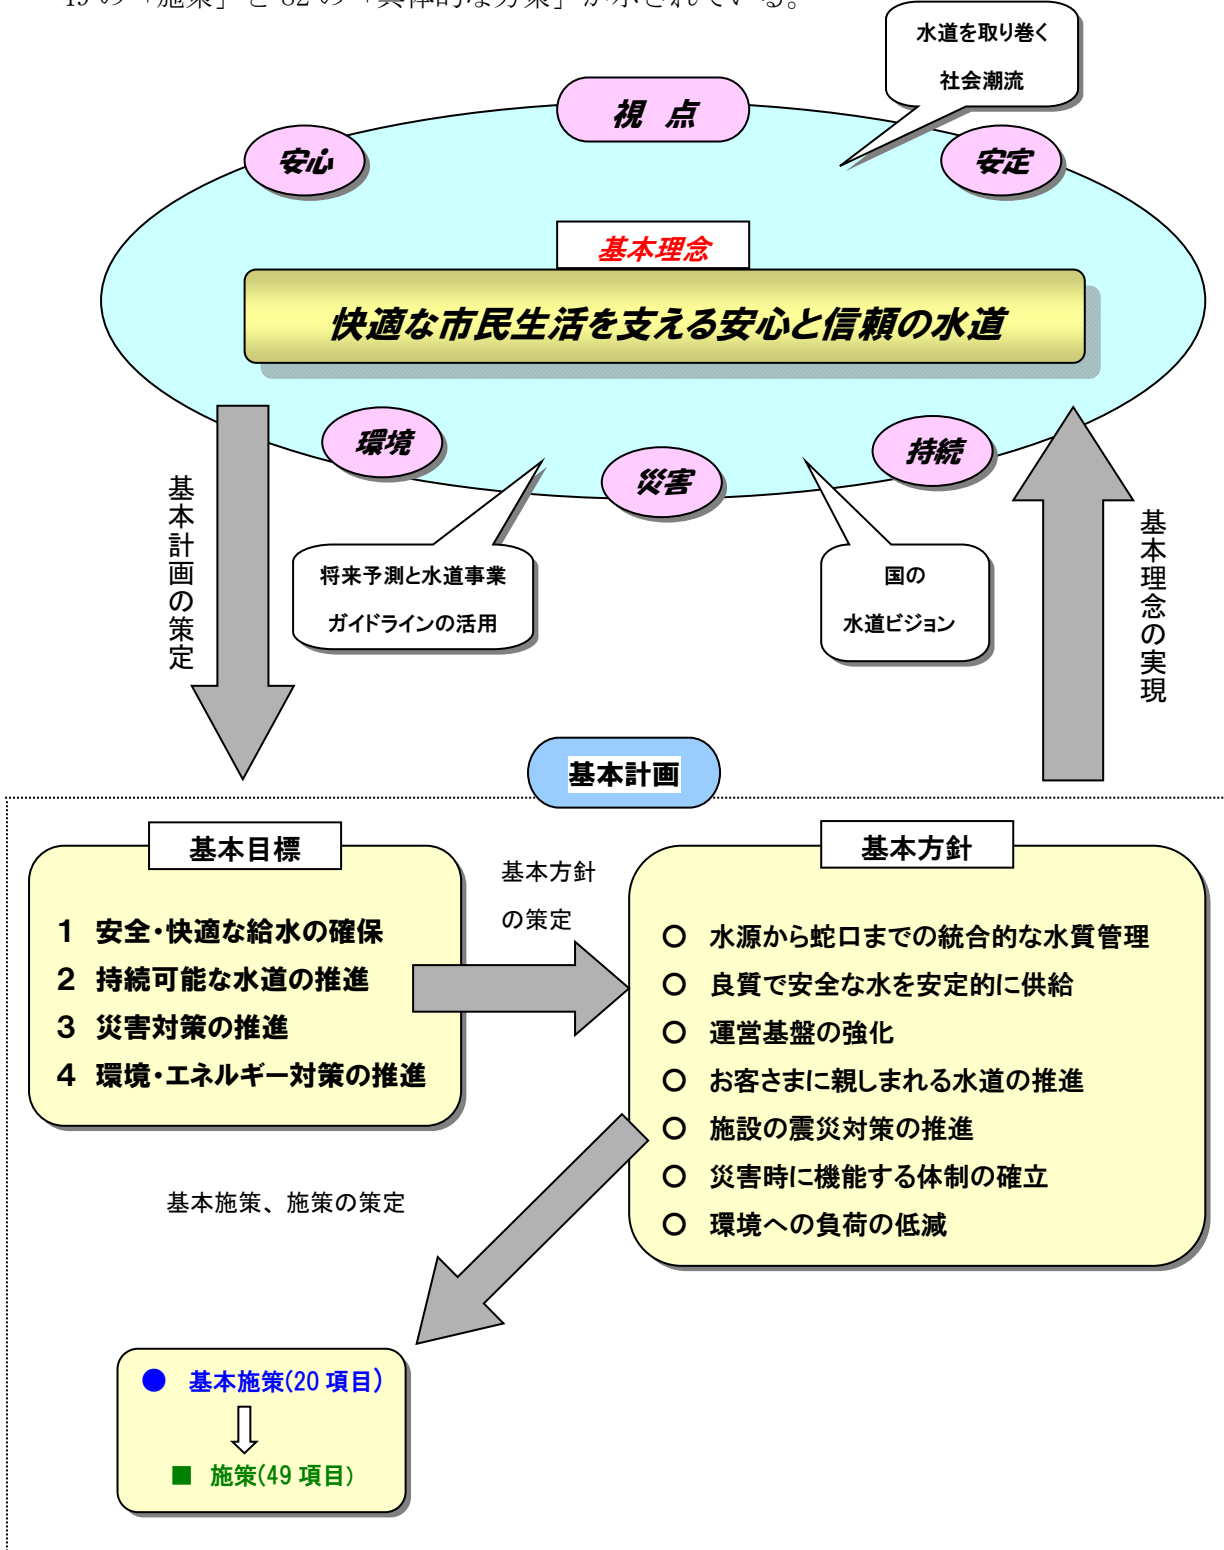 水道を取り巻く
社会潮流
視 点
安心
安定
基本理念
快適な市民生活を支える安心と信頼の水道
環境
災害
持続
基本計画の策定
将来予測と水道事業
ガイドラインの活用
国の
水道ビジョン
基本理念の実現
基本計画
基本目標
1 安全・快適な給水の確保
2 持続可能な水道の推進
3 災害対策の推進
4 環境・エネルギー対策の推進
基本方針
の策定
基本方針
○ 水源から蛇口までの統合的な水質管理
○ 良質で安全な水を安定的に供給
○ 運営基盤の強化
○ お客さまに親しまれる水道の推進
○ 施設の震災対策の推進
○ 災害時に機能する体制の確立
○ 環境への負荷の低減
基本施策、施策の策定
● 基本施策(20 項目)
■ 施策(49 項目)